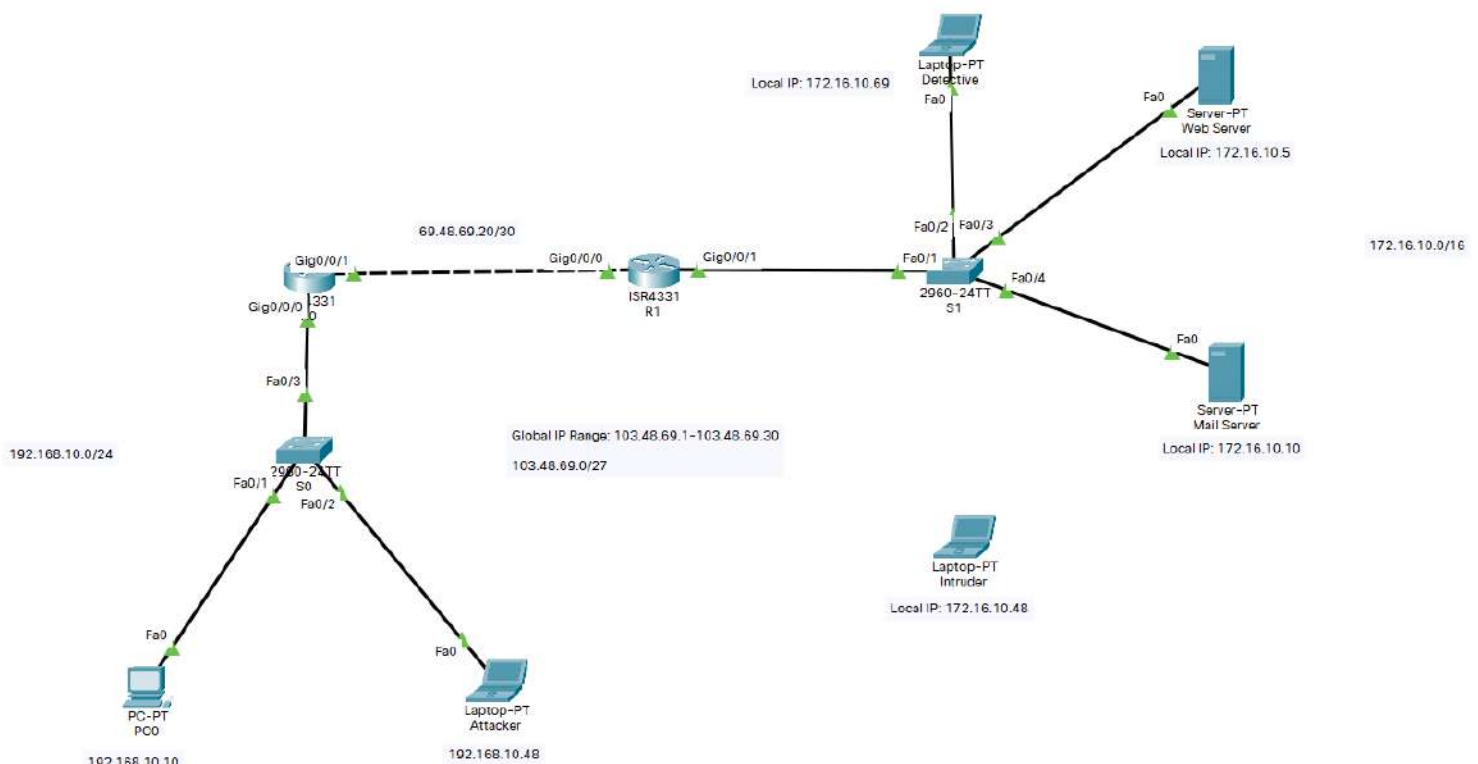 Laptop-PT
Detective
Local IP: 172.16.10.69
Fa0
Fa0
Server-PT
Web Server
Local IP: 172.16.10.5
69.48.69.20/30
Fa0/2
Fa0/3
172.16.10.0/16
Gig0/0/1
Gig0/0/0
Gig0/0/1
Fa0/1
Fa0/4
ISR4331
R1
2960-24TT
S1
Gig0/0/0
4331
0
Fa0
Fa0/3
Server-PT
Mail Server
Local IP: 172.16.10.10
Global IP Range: 103.48.69.1-103.48.69.30
103.48.69.0/27
192.168.10.0/24
2960-24TT
S0
Fa0/1
Fa0/2
Laptop-PT
Intruder
Local IP: 172.16.10.48
Fa0
Fa0
PC-PT
PC0
Laptop-PT
Attacker
192.168.10.10
192.168.10.48